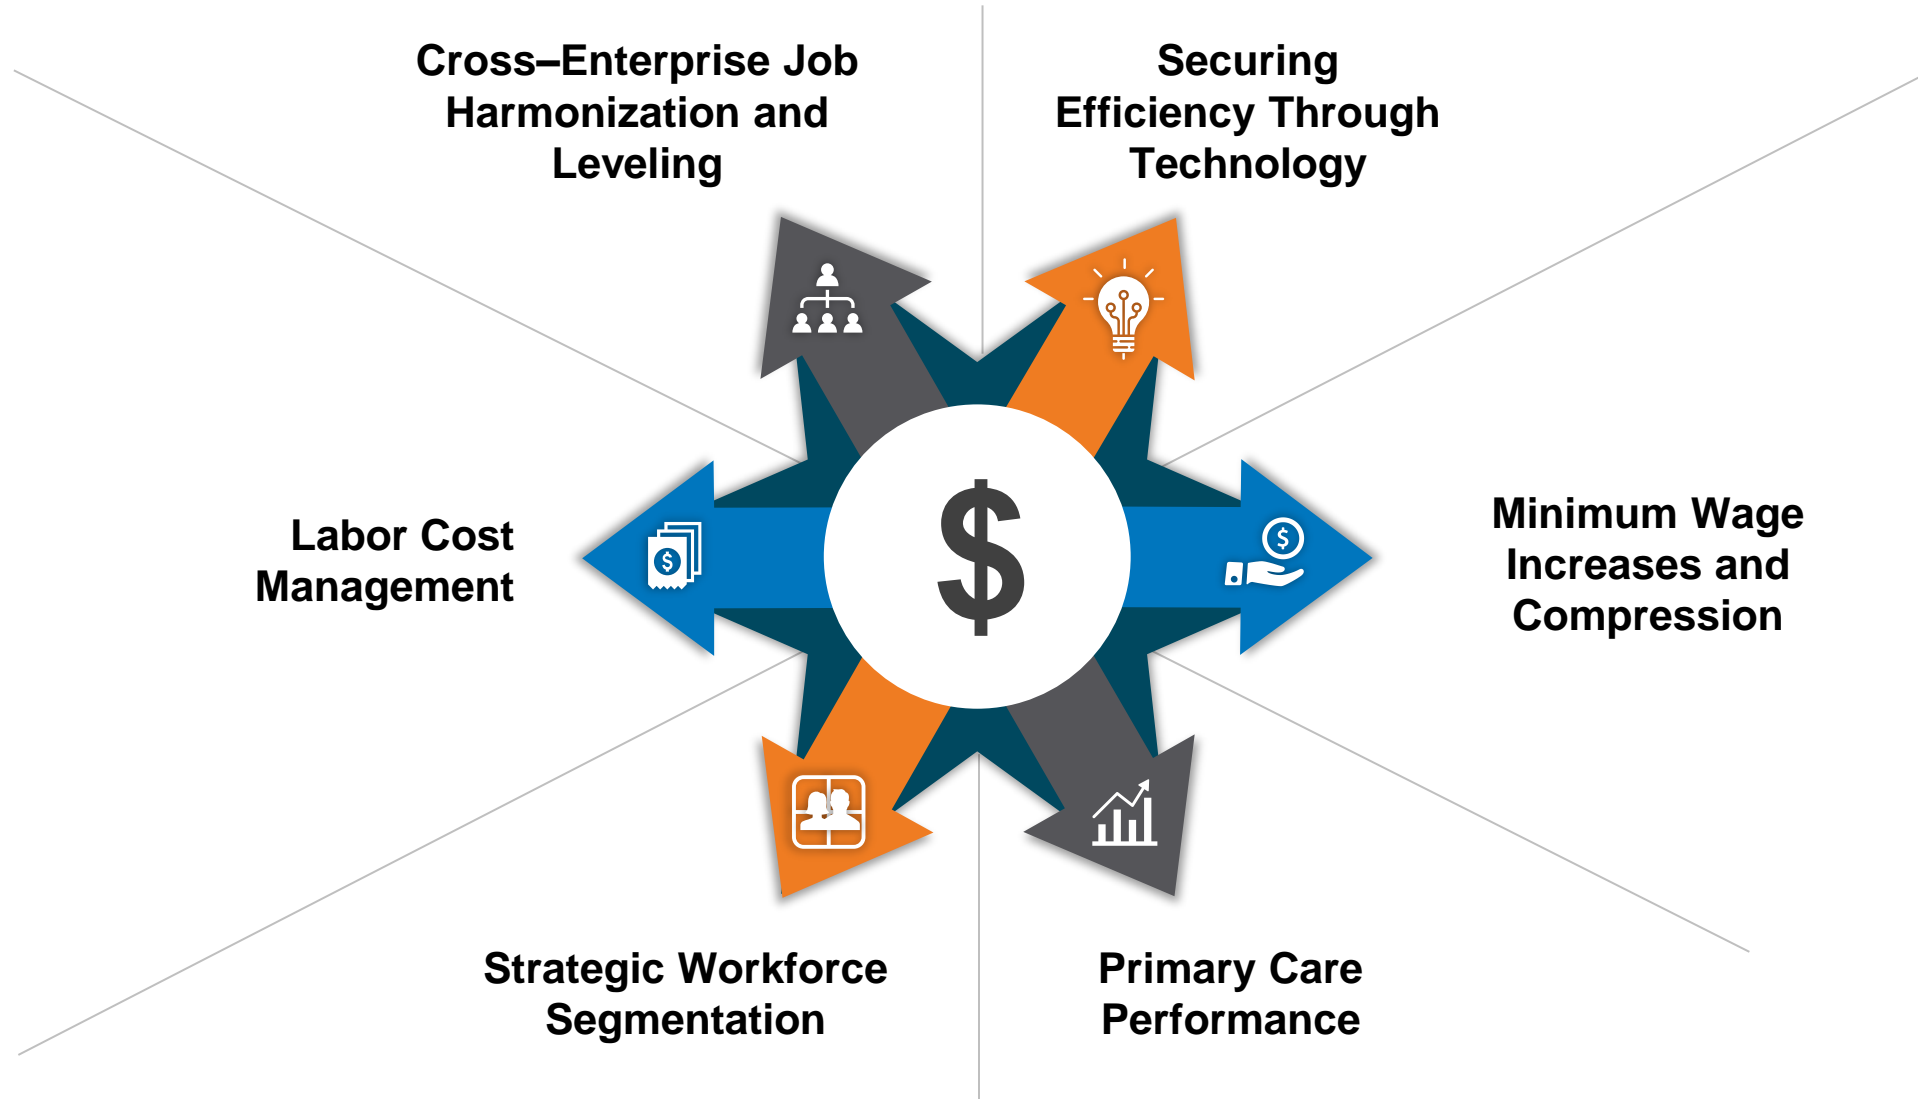 Cross–Enterprise Job
Harmonization and
Leveling
Securing
Efficiency Through
Technology
Labor Cost
Management
$
$
$
Minimum Wage
Increases and
Compression
Strategic Workforce
Segmentation
Primary Care
Performance